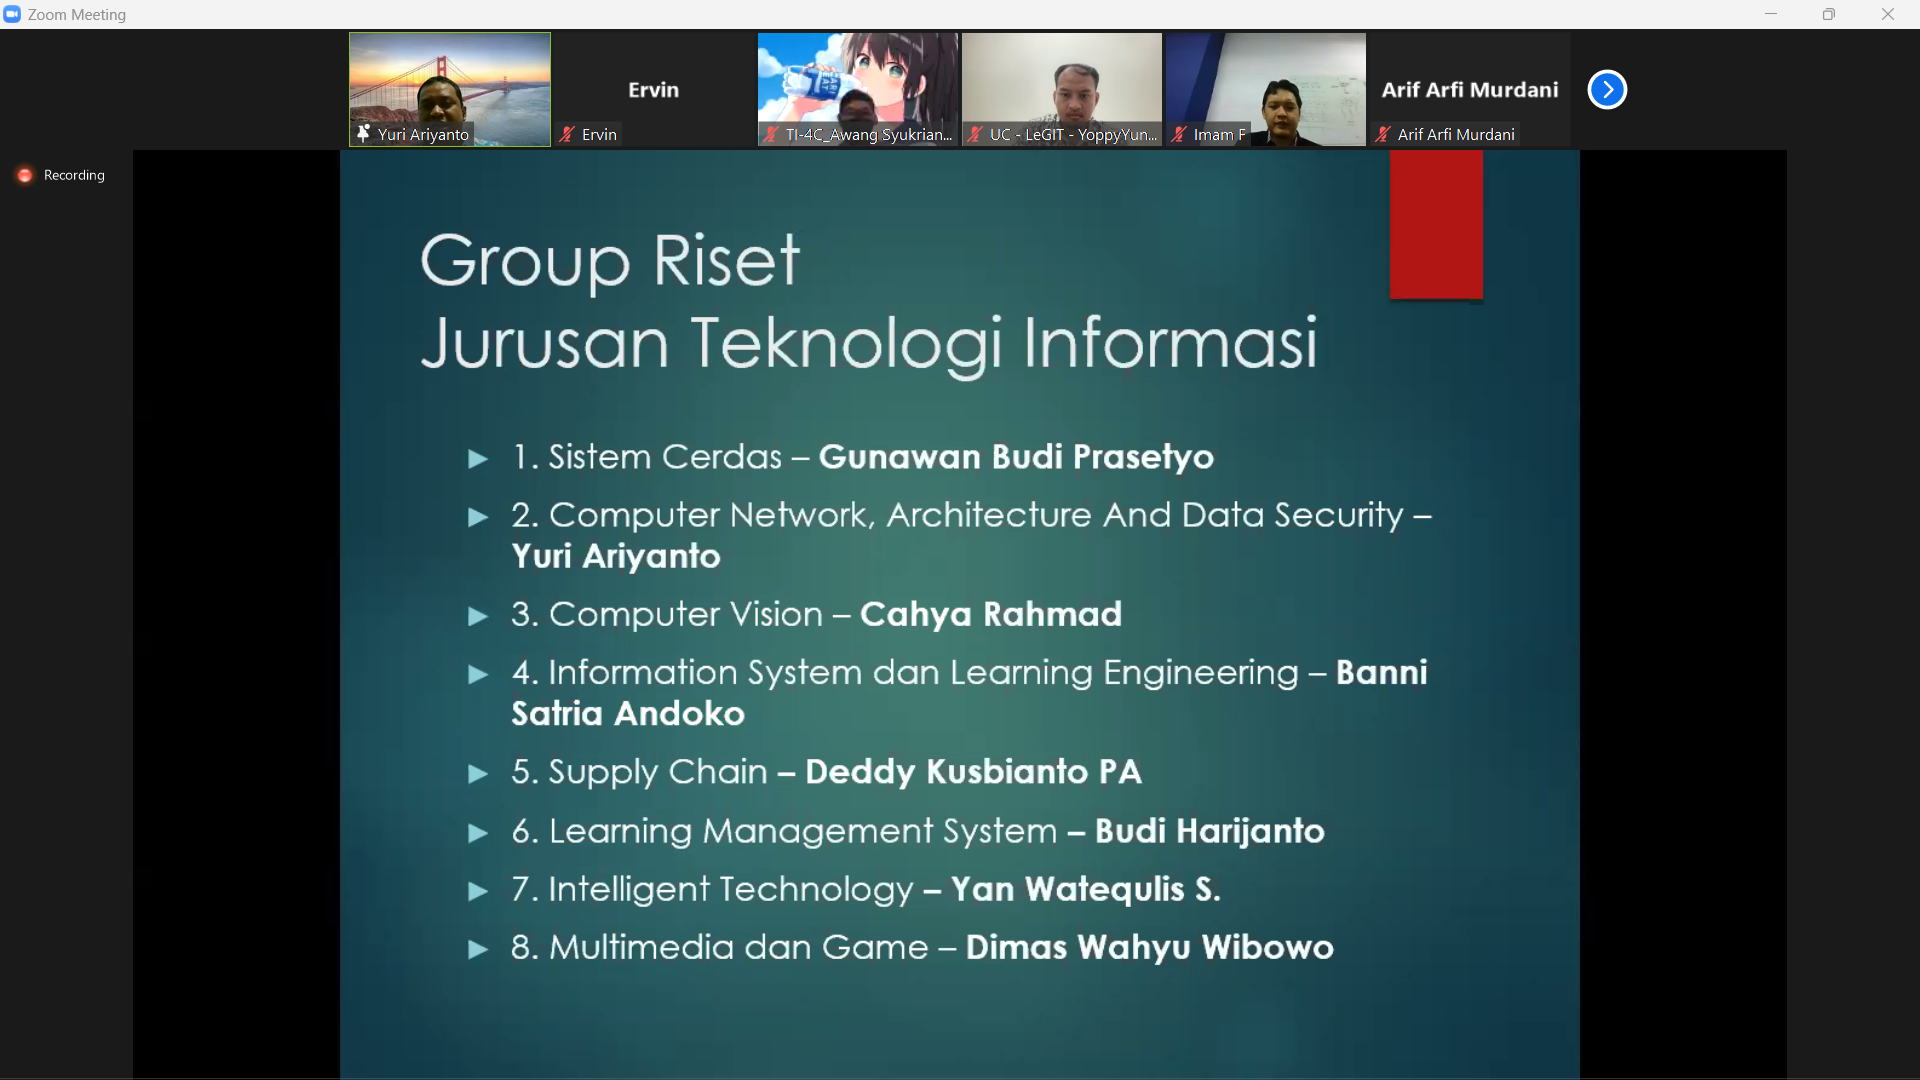 Zoom Meeting
Ervin
Arif Arfi Murdani
Yuri Ariyanto
Ervin
TI-4C_Awang Syukrian...
UC - LeGIT - YoppyYun...
Imam F
Arif Arfi Murdani
Recording
Group Riset
Jurusan Teknologi Informasi
1. Sistem Cerdas – Gunawan Budi Prasetyo
2. Computer Network, Architecture And Data Security –
Yuri Ariyanto
3. Computer Vision – Cahya Rahmad
4. Information System dan Learning Engineering – Banni
Satria Andoko
5. Supply Chain – Deddy Kusbianto PA
6. Learning Management System – Budi Harijanto
7. Intelligent Technology – Yan Watequlis S.
8. Multimedia dan Game – Dimas Wahyu Wibowo